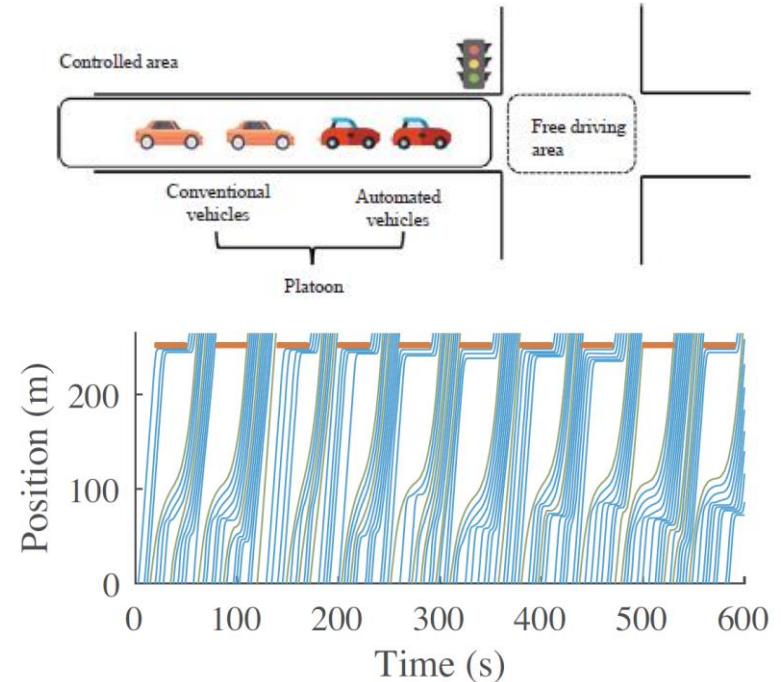 Controlled area
Free driving
area
Conventional
vehicles
Automated
vehicles
Platoon
Position (m)
200
100
0
0 100 200 300 400 500 600
Time (s)